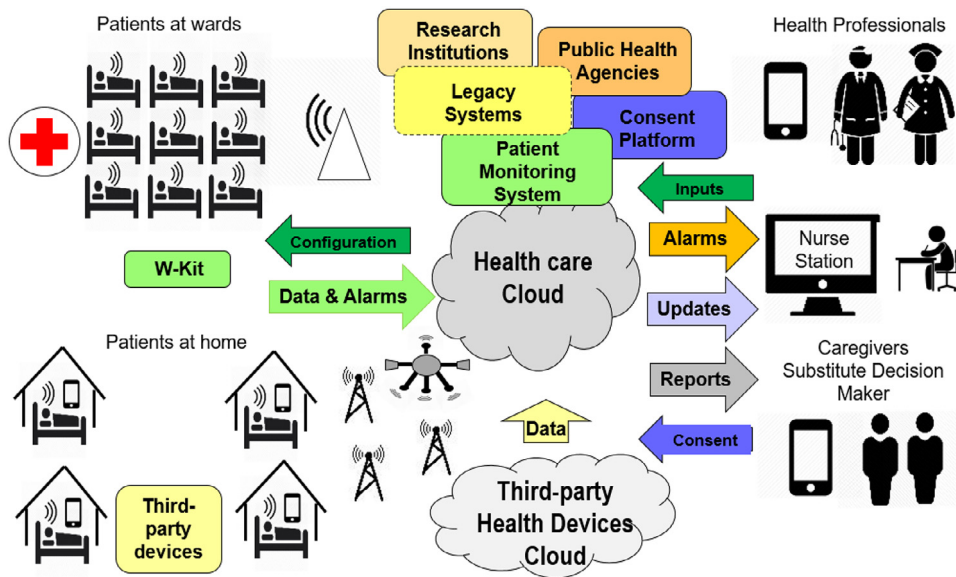 Patients at wards
Research
Institutions
Public Health
Agencies
Health Professionals
Legacy
Systems
Consent
Platform
Patient
Monitoring
System
Inputs
Configuration
Alarms
Nurse
Station
W-Kit
Health care
Cloud
Data & Alarms
Updates
Patients at home
Reports
Caregivers
Substitute Decision
Maker
Data
Consent
Third-
party
devices
Third-party
Health Devices
Cloud